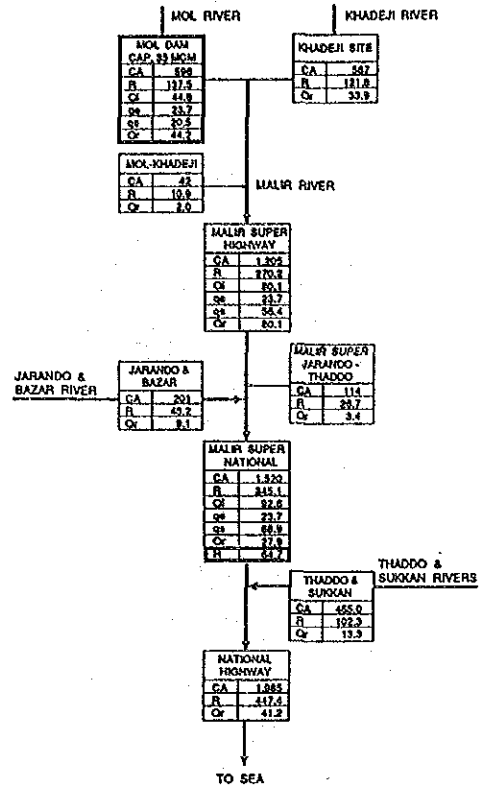 MOL RIVER
KHADEJI RIVER
MOL DAM
CAP. 33 MCM
CA 596
R 137.5
Qi 44.8
qe 23.7
qs 20.5
Qr 44.2
KHADEJI SITE
CA 567
R 121.8
Qr 33.9
MOL-KHADEJI
CA 42
R 10.9
Qr 2.0
MALIR RIVER
MALIR SUPER
HIGHWAY
CA 1.205
R 270.2
Qi 80.1
qe 23.7
qs 56.4
Qr 20.1
JARANDO &
BAZAR RIVER
JARANDO &
BAZAR
CA 201
R 45.2
Qr 9.1
MALIR SUPER
JARANDO -
THADDO
CA 114
R 26.7
Qr 3.4
MALIR SUPER
NATIONAL
CA 1.520
R 345.1
Qi 92.6
qe 23.7
qs 68.9
Qr 27.9
R 64.7
THADDO &
SUKKAN RIVERS
THADDO &
SUKKAN
CA 455.0
R 102.3
Qr 13.3
NATIONAL
HIGHWAY
CA 1.985
R 447.4
Qr 41.2
TO SEA